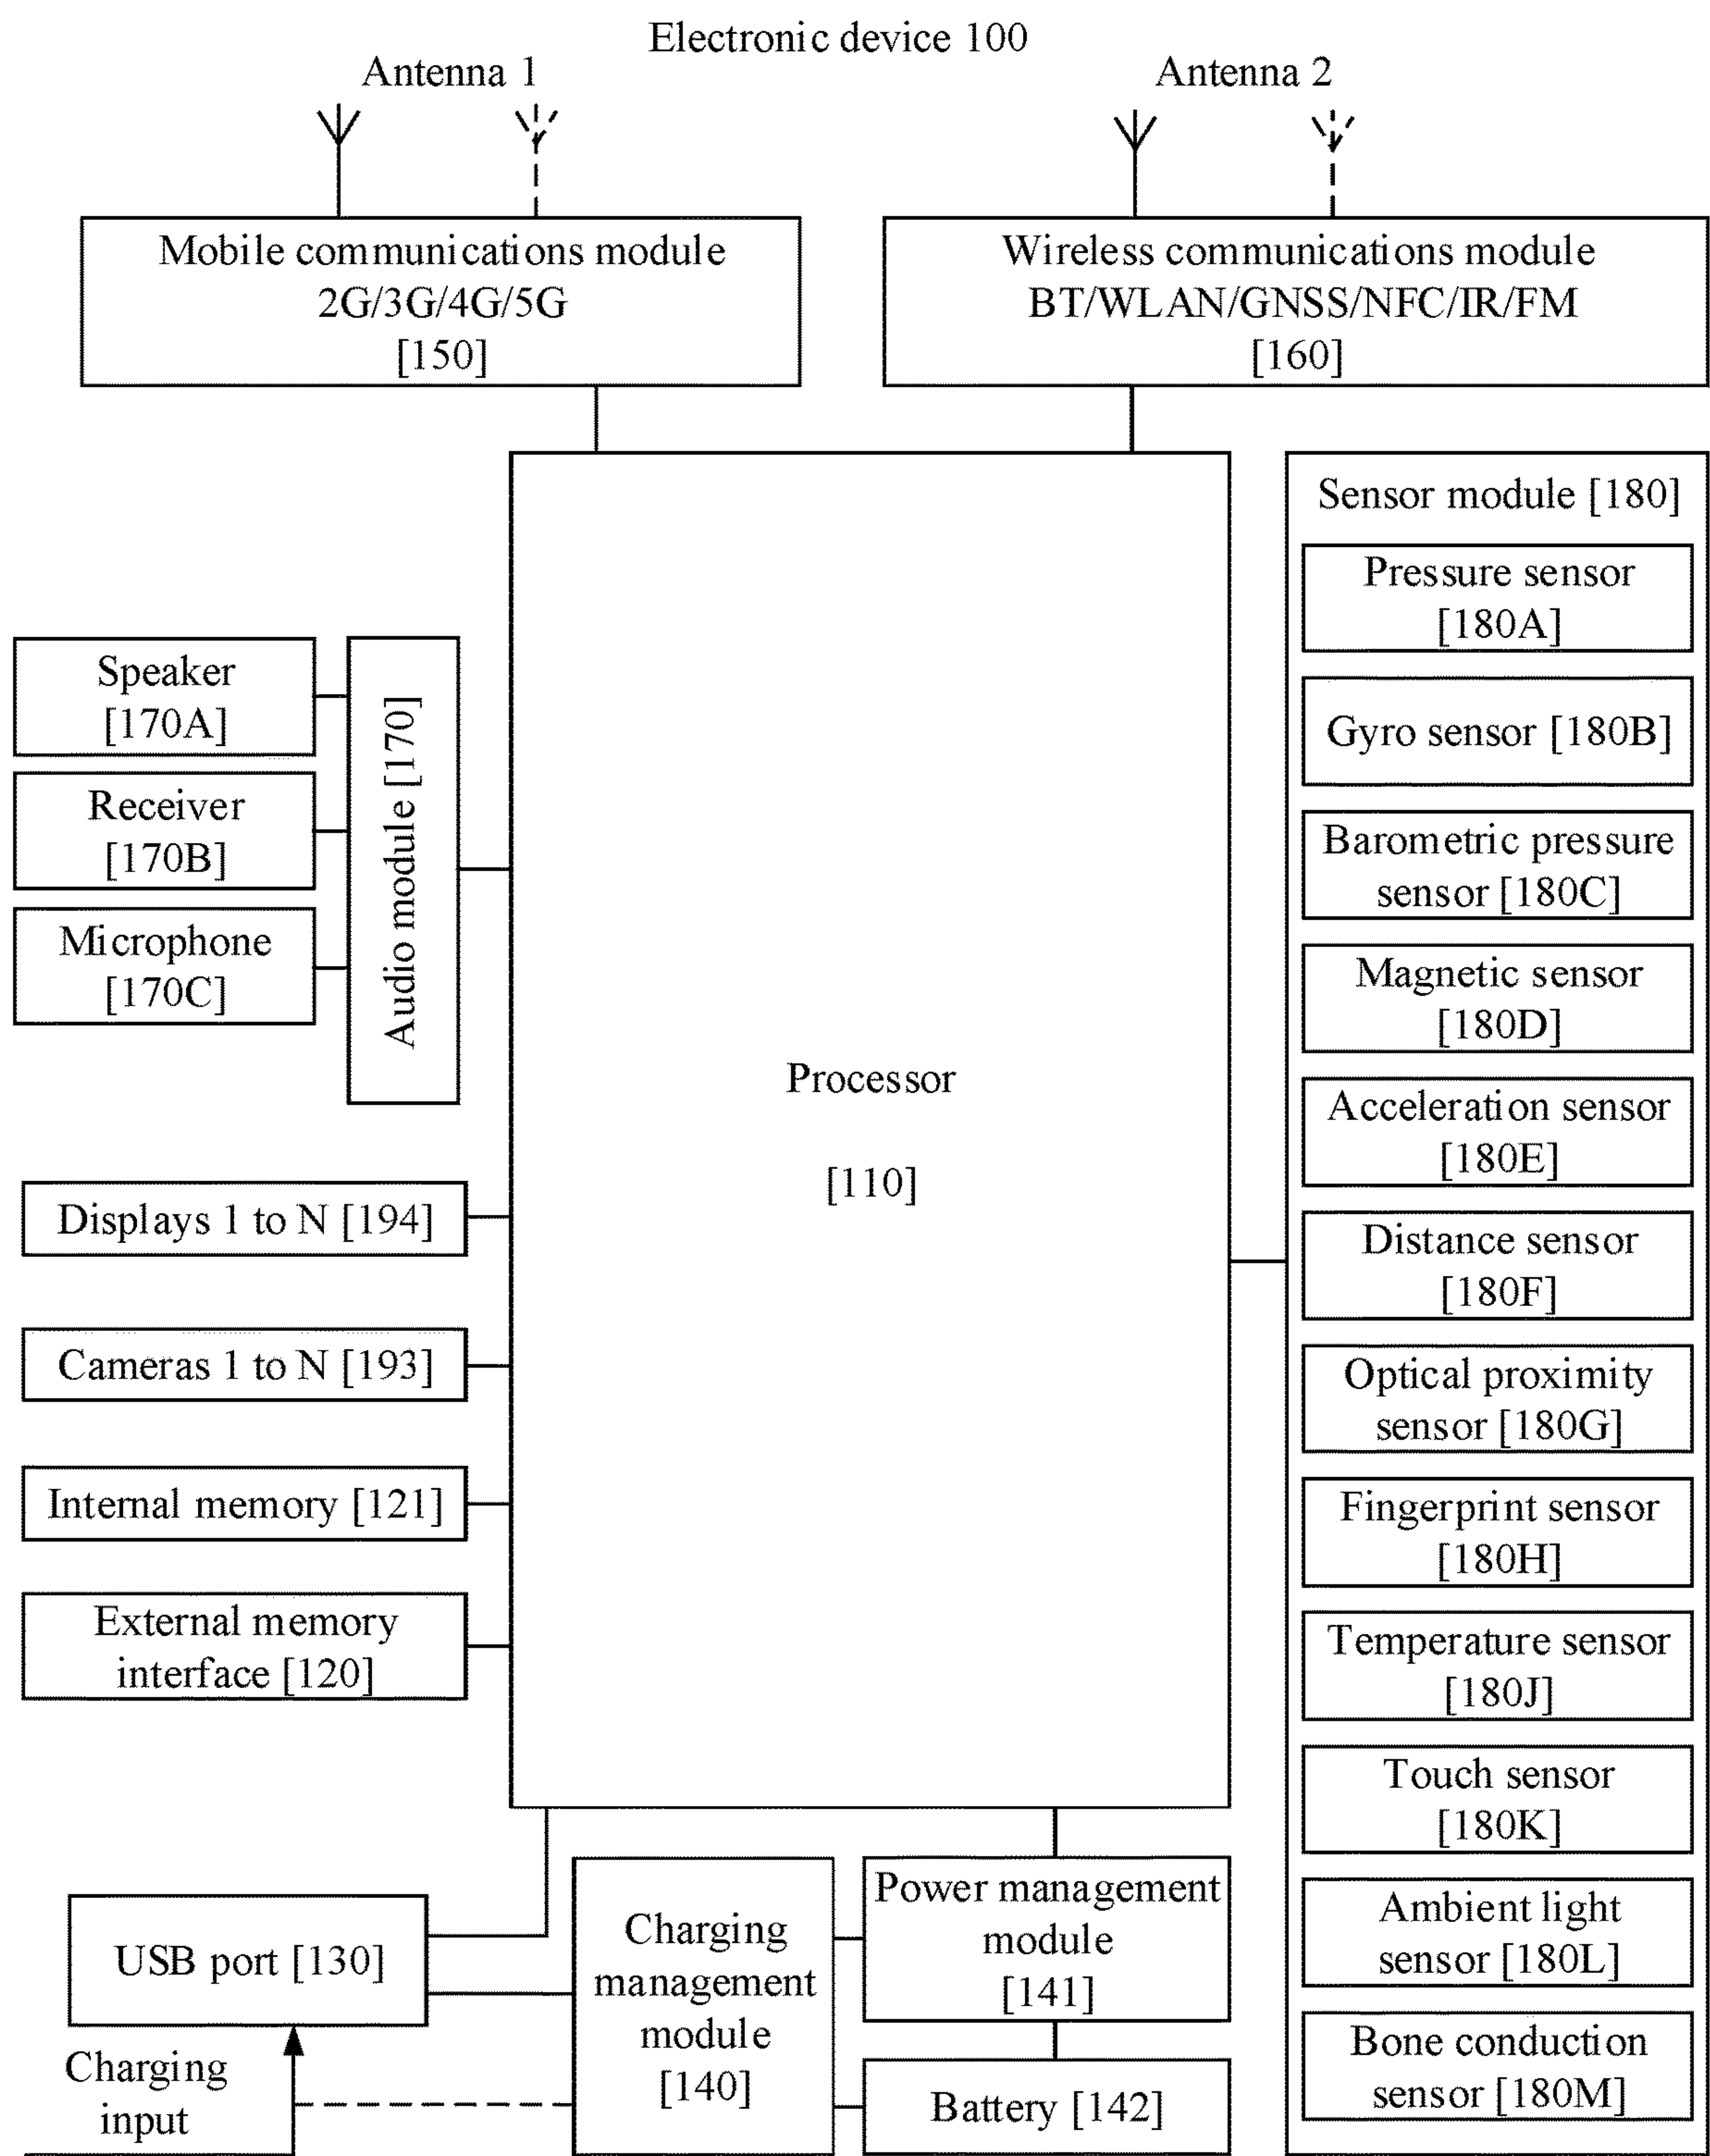 Electronic device 100
Antenna 1
Antenna 2
Mobile communications module
2G/3G/4G/5G
[150]
Wireless communications module
BT/WLAN/GNSS/NFC/IR/FM
[160]
Speaker
[170A]
Receiver
[170B]
Microphone
[170C]
Audio module [170]
Displays 1 to N [194]
Cameras 1 to N [193]
Internal memory [121]
External memory
interface [120]
Processor
[110]
Sensor module [180]
Pressure sensor
[180A]
Gyro sensor [180B]
Barometric pressure
sensor [180C]
Magnetic sensor
[180D]
Acceleration sensor
[180E]
Distance sensor
[180F]
Optical proximity
sensor [180G]
Fingerprint sensor
[180H]
Temperature sensor
[180J]
Touch sensor
[180K]
Ambient light
sensor [180L]
Bone conduction
sensor [180M]
USB port [130]
Charging
input
Charging
management
module
[140]
Power management
module
[141]
Battery [142]